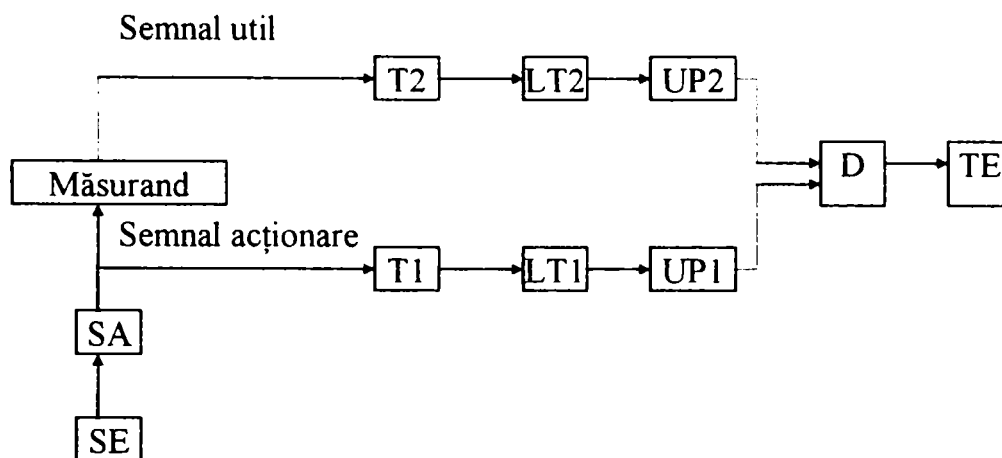 Semnal util
T2
LT2
UP2
Măsurand
D
TE
Semnal acționare
T1
LT1
UP1
SA
SE